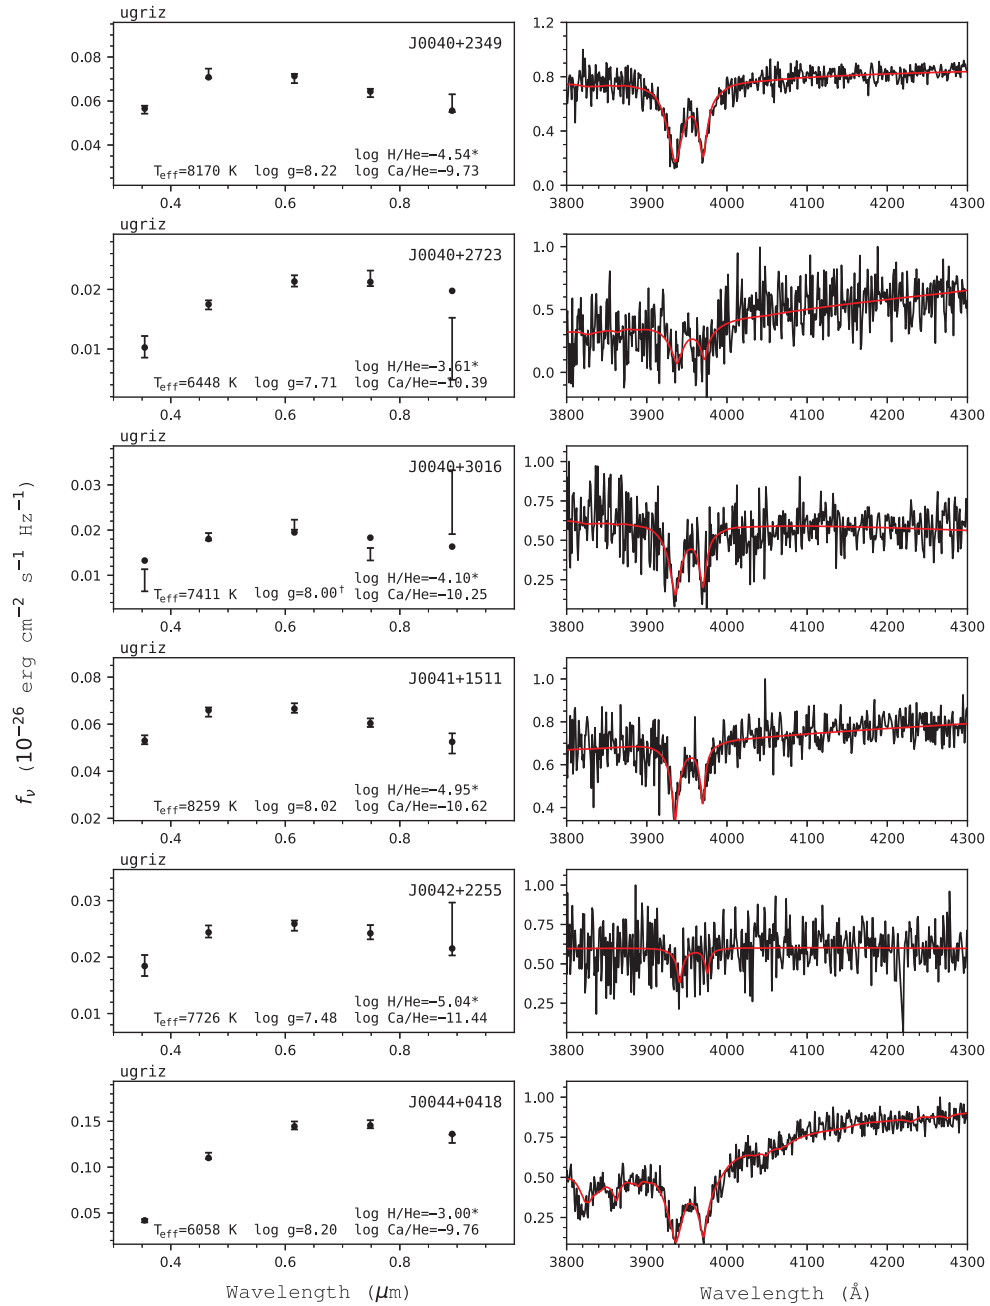 ugriz
J0040+2349
0.08
0.06
0.04
log H/He=−4.54*
T_eff=8170 K log g=8.22 log Ca/He=−9.73
0.4 0.6 0.8
1.2
0.8
0.4
0.0
3800 3900 4000 4100 4200 4300
ugriz
J0040+2723
0.02
0.01
log H/He=−3.61*
T_eff=6448 K log g=7.71 log Ca/He=−10.39
0.4 0.6 0.8
1.0
0.5
0.0
3800 3900 4000 4100 4200 4300
ugriz
J0040+3016
0.03
0.02
0.01
log H/He=−4.10*
T_eff=7411 K log g=8.00† log Ca/He=−10.25
0.4 0.6 0.8
1.00
0.75
0.50
0.25
3800 3900 4000 4100 4200 4300
ugriz
J0041+1511
0.08
0.06
0.04
0.02
log H/He=−4.95*
T_eff=8259 K log g=8.02 log Ca/He=−10.62
0.4 0.6 0.8
1.0
0.8
0.6
0.4
3800 3900 4000 4100 4200 4300
ugriz
J0042+2255
0.03
0.02
0.01
log H/He=−5.04*
T_eff=7726 K log g=7.48 log Ca/He=−11.44
0.4 0.6 0.8
1.00
0.75
0.50
0.25
3800 3900 4000 4100 4200 4300
ugriz
J0044+0418
0.15
0.10
0.05
log H/He=−3.00*
T_eff=6058 K log g=8.20 log Ca/He=−9.76
0.4 0.6 0.8
1.00
0.75
0.50
0.25
3800 3900 4000 4100 4200 4300
f_ν (10⁻²⁶ erg cm⁻² s⁻¹ Hz⁻¹)
Wavelength (μm)
Wavelength (Å)